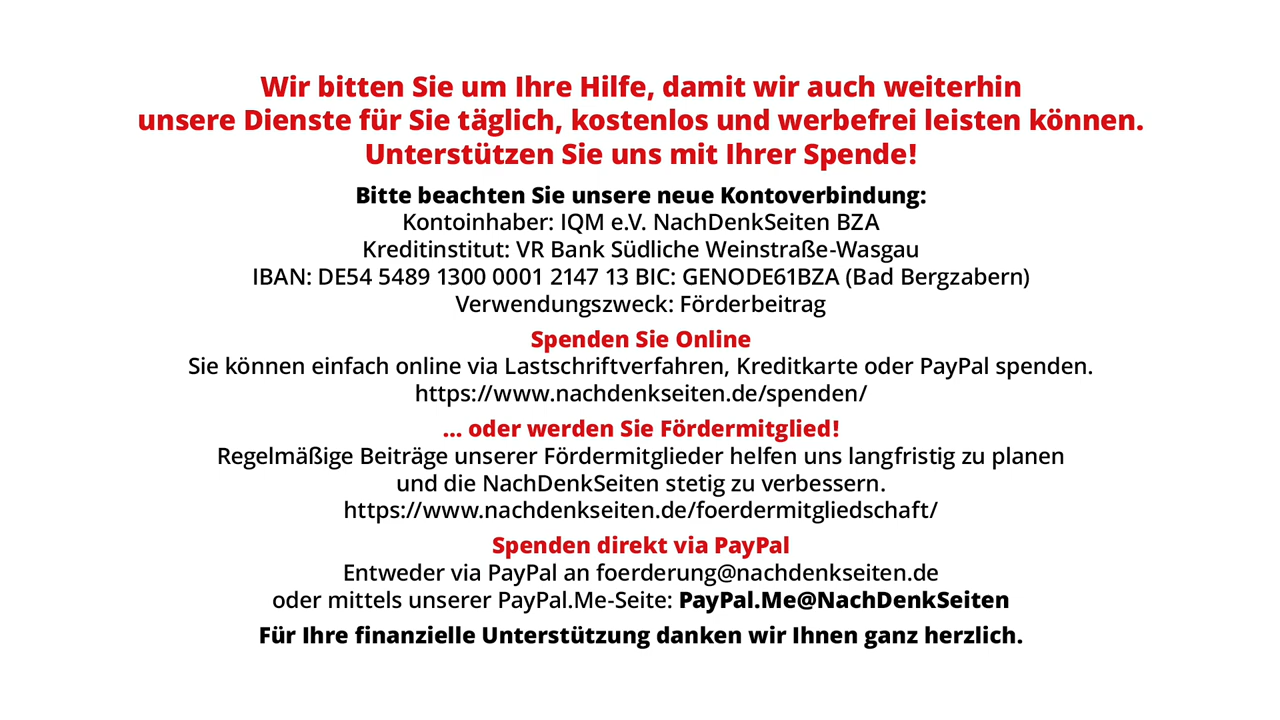 Wir bitten Sie um Ihre Hilfe, damit wir auch weiterhin
unsere Dienste für Sie täglich, kostenlos und werbefrei leisten können.
Unterstützen Sie uns mit Ihrer Spende!
Bitte beachten Sie unsere neue Kontoverbindung:
Kontoinhaber: IQM e.V. NachDenkSeiten BZA
Kreditinstitut: VR Bank Südliche Weinstraße-Wasgau
IBAN: DE54 5489 1300 0001 2147 13 BIC: GENODE61BZA (Bad Bergzabern)
Verwendungszweck: Förderbeitrag
Spenden Sie Online
Sie können einfach online via Lastschriftverfahren, Kreditkarte oder PayPal spenden.
https://www.nachdenkseiten.de/spenden/
... oder werden Sie Fördermitglied!
Regelmäßige Beiträge unserer Fördermitglieder helfen uns langfristig zu planen
und die NachDenkSeiten stetig zu verbessern.
https://www.nachdenkseiten.de/foerdermitgliedschaft/
Spenden direkt via PayPal
Entweder via PayPal an foerderung@nachdenkseiten.de
oder mittels unserer PayPal.Me-Seite: PayPal.Me@NachDenkSeiten
Für Ihre finanzielle Unterstützung danken wir Ihnen ganz herzlich.